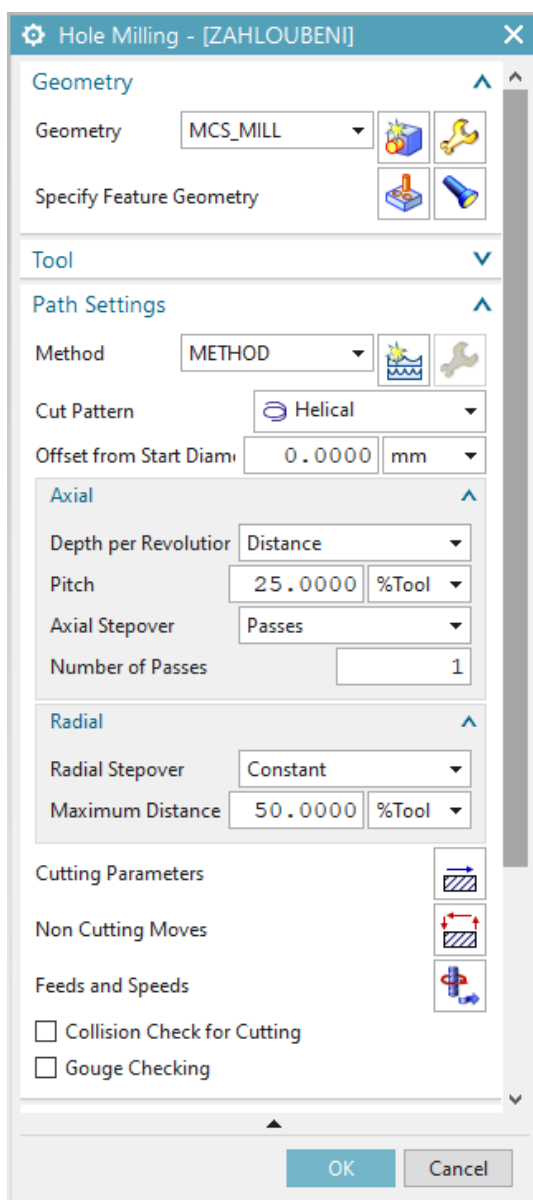 Hole Milling - [ZAHLOUBENI]
Geometry
Geometry MCS_MILL
Specify Feature Geometry
Tool
Path Settings
Method METHOD
Cut Pattern Helical
Offset from Start Diam 0.0000 mm
Axial
Depth per Revolutior Distance
Pitch 25.0000 %Tool
Axial Stepover Passes
Number of Passes 1
Radial
Radial Stepover Constant
Maximum Distance 50.0000 %Tool
Cutting Parameters
Non Cutting Moves
Feeds and Speeds
Collision Check for Cutting
Gouge Checking
OK Cancel